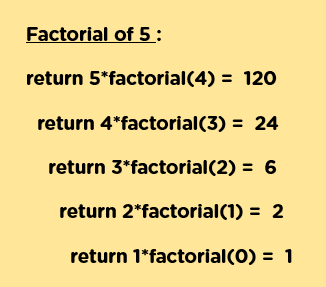 Factorial of 5 :
return 5*factorial(4) = 120
return 4*factorial(3) = 24
return 3*factorial(2) = 6
return 2*factorial(1) = 2
return 1*factorial(0) = 1